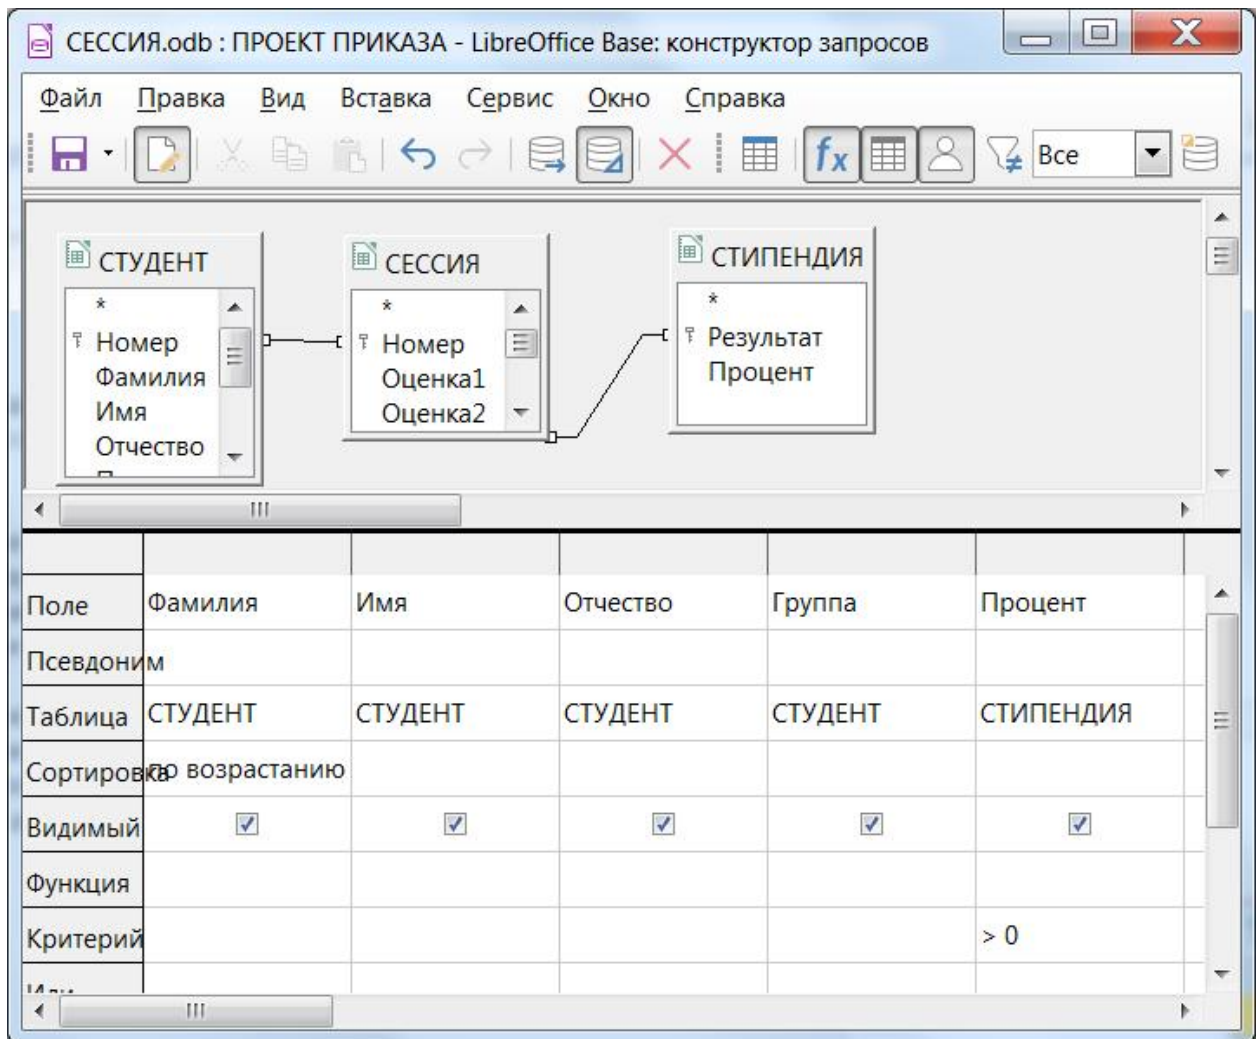 СЕССИЯ.odb : ПРОЕКТ ПРИКАЗА - LibreOffice Base: конструктор запросов
Файл Правка Вид Вставка Сервис Окно Справка
fx Все
СТУДЕНТ СЕССИЯ СТИПЕНДИЯ
* * *
Номер Номер Результат
Фамилия Оценка1 Процент
Имя Оценка2
Отчество
Поле Фамилия Имя Отчество Группа Процент
Псевдоним
Таблица СТУДЕНТ СТУДЕНТ СТУДЕНТ СТУДЕНТ СТИПЕНДИЯ
Сортировка по возрастанию
Видимый
Функция
Критерий > 0
Или